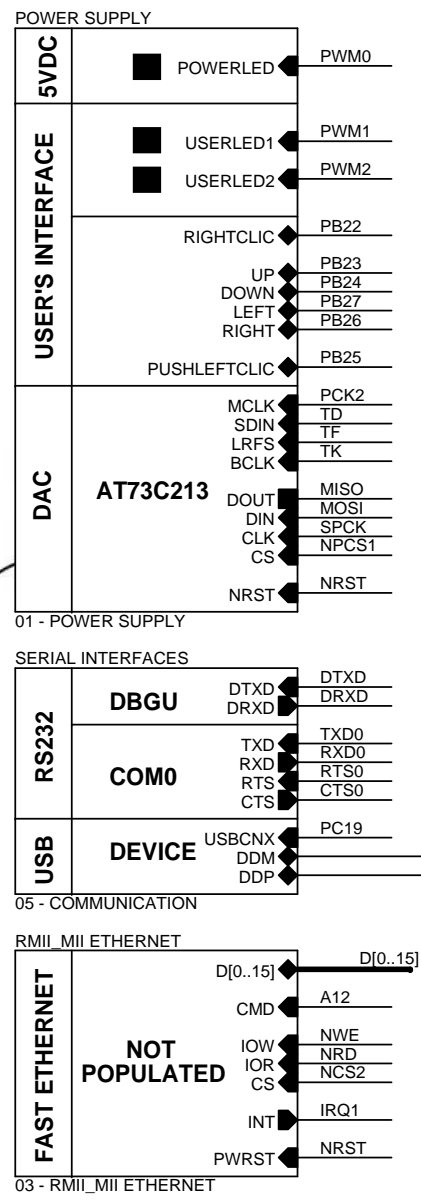 POWER SUPPLY
5VDC
POWERLED PWM0
USER'S INTERFACE
USERLED1 PWM1
USERLED2 PWM2
RIGHTCLIC PB22
UP PB23
DOWN PB24
LEFT PB27
RIGHT PB26
PUSHLEFTCLIC PB25
DAC
AT73C213
MCLK PCK2
SDIN TD
LRFS TF
BCLK TK
DOUT MISO
DIN MOSI
CLK SPCK
CS NPCS1
NRST NRST
01 - POWER SUPPLY
SERIAL INTERFACES
RS232
DBGU
DTXD DTXD
DRXD DRXD
COM0
TXD TXD0
RXD RXD0
RTS RTS0
CTS CTS0
USB
DEVICE
USBCNX PC19
DDM
DDP
05 - COMMUNICATION
RMII_MII ETHERNET
FAST ETHERNET
NOT
POPULATED
D[0..15] D[0..15]
CMD A12
IOW NWE
IOR NRD
CS NCS2
INT IRQ1
PWRST NRST
03 - RMII_MII ETHERNET